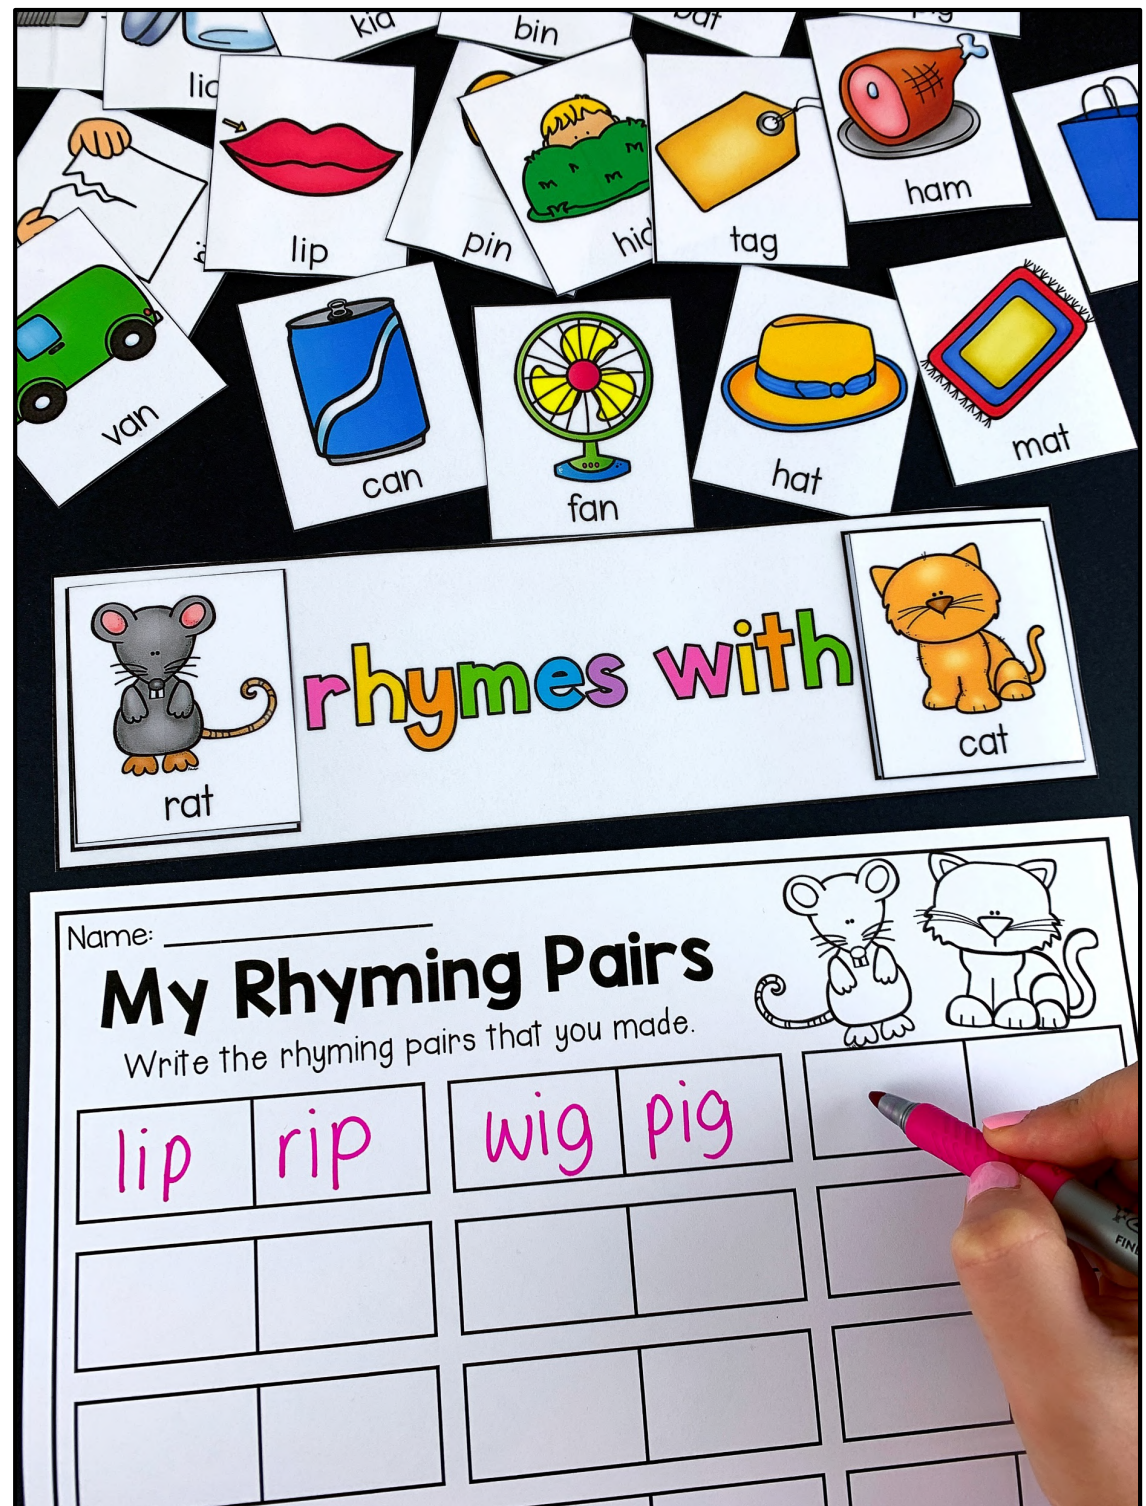 kid
bin
lip
pin
tag
ham
van
can
fan
hat
mat
rat
rhymes with
cat
Name:
My Rhyming Pairs
Write the rhyming pairs that you made.
lip rip wig pig